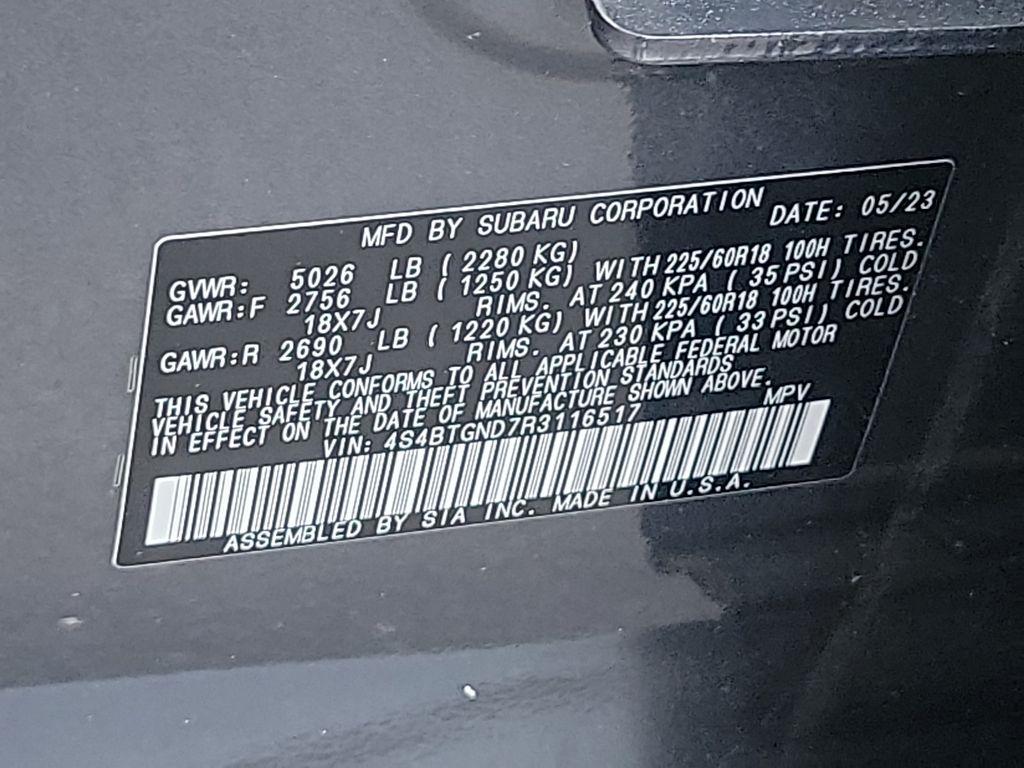 MFD BY SUBARU CORPORATION DATE: 05/23
GVWR: 5026 LB ( 2280 KG)
GAWR:F 2756 LB ( 1250 KG) WITH 225/60R18 100H TIRES.
18X7J RIMS. AT 240 KPA ( 35 PSI) COLD
GAWR:R 2690 LB ( 1220 KG) WITH 225/60R18 100H TIRES.
18X7J RIMS. AT 230 KPA ( 33 PSI) COLD
THIS VEHICLE CONFORMS TO ALL APPLICABLE FEDERAL MOTOR
VEHICLE SAFETY AND THEFT PREVENTION STANDARDS
IN EFFECT ON THE DATE OF MANUFACTURE SHOWN ABOVE.
VIN: 4S4BTGND7R3116517 MPV
ASSEMBLED BY SIA INC. MADE IN U.S.A.